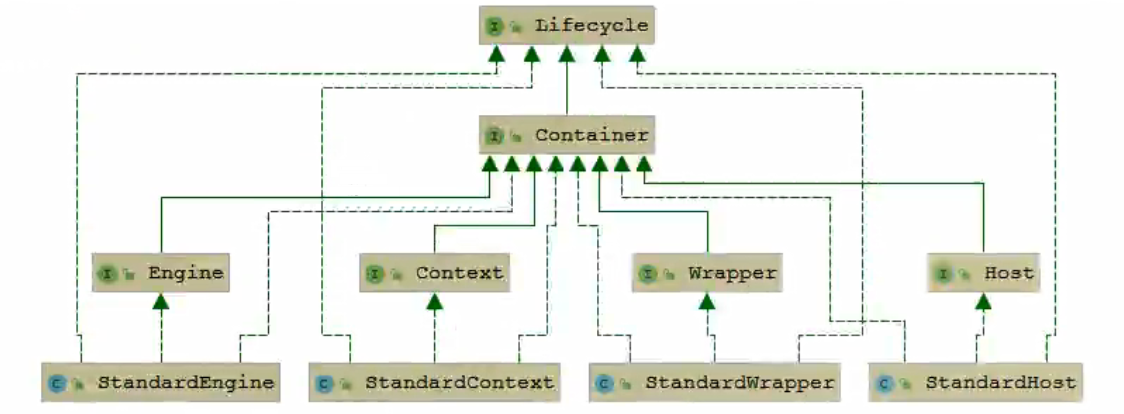 I Lifecycle
I Container
I Engine
I Context
I Wrapper
I Host
C StandardEngine
C StandardContext
C StandardWrapper
C StandardHost